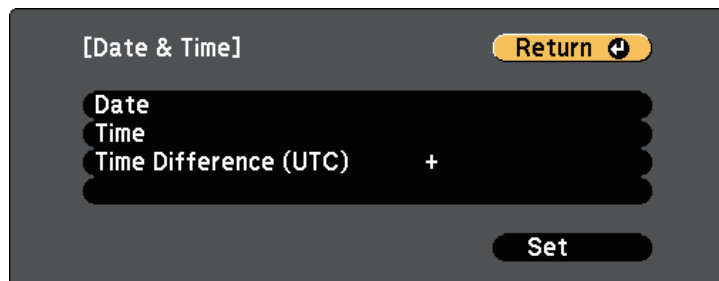 [Date & Time]
Return
Date
Time
Time Difference (UTC) +
Set